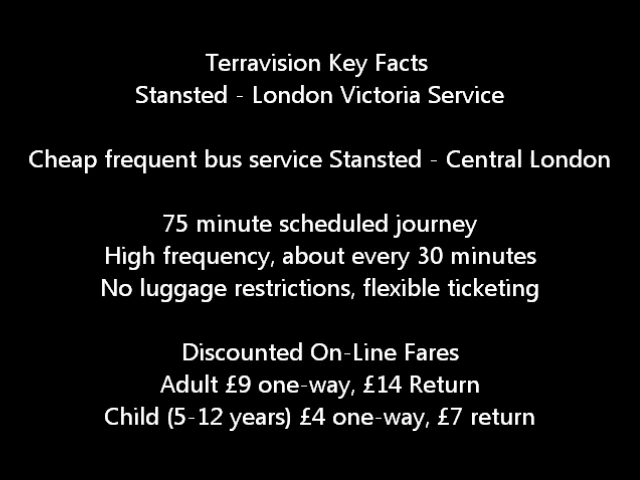 Terravision Key Facts
Stansted - London Victoria Service
Cheap frequent bus service Stansted - Central London
75 minute scheduled journey
High frequency, about every 30 minutes
No luggage restrictions, flexible ticketing
Discounted On-Line Fares
Adult £9 one-way, £14 Return
Child (5-12 years) £4 one-way, £7 return